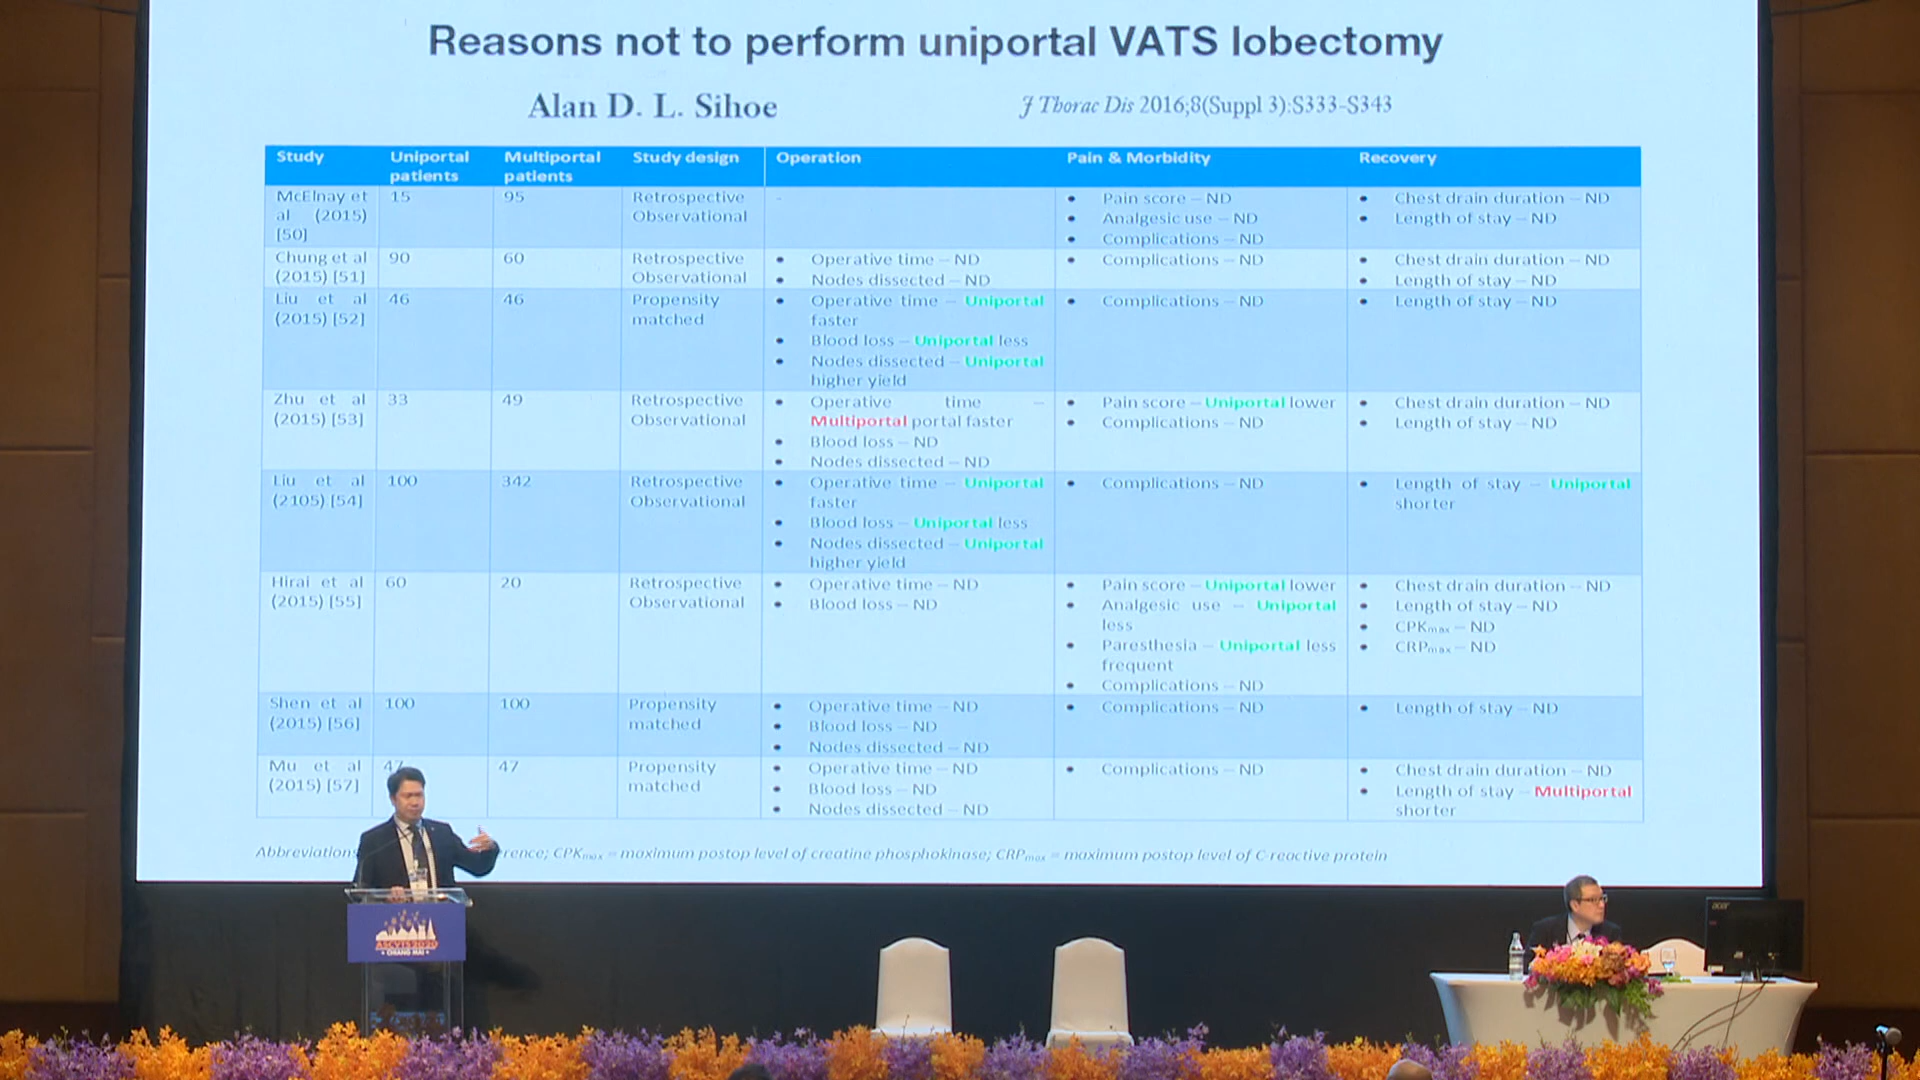 Reasons not to perform uniportal VATS lobectomy
Alan D. L. Sihoe
J Thorac Dis 2016;8(Suppl 3):S333-S343
Study
Uniportal
patients
Multiportal
patients
Study design
Operation
Pain & Morbidity
Recovery
McElnay et
al (2015)
[50]
15
95
Retrospective
Observational
-
• Pain score – ND
• Analgesic use – ND
• Complications – ND
• Chest drain duration – ND
• Length of stay – ND
Chung et al
(2015) [51]
90
60
Retrospective
Observational
• Operative time – ND
• Nodes dissected – ND
• Complications – ND
• Chest drain duration – ND
• Length of stay – ND
Liu et al
(2015) [52]
46
46
Propensity
matched
• Operative time – Uniportal
faster
• Blood loss – Uniportal less
• Nodes dissected – Uniportal
higher yield
• Complications – ND
• Length of stay – ND
Zhu et al
(2015) [53]
33
49
Retrospective
Observational
• Operative time –
Multiportal portal faster
• Blood loss – ND
• Nodes dissected – ND
• Pain score – Uniportal lower
• Complications – ND
• Chest drain duration – ND
• Length of stay – ND
Liu et al
(2105) [54]
100
342
Retrospective
Observational
• Operative time – Uniportal
faster
• Blood loss – Uniportal less
• Nodes dissected – Uniportal
higher yield
• Complications – ND
• Length of stay – Uniportal
shorter
Hirai et al
(2015) [55]
60
20
Retrospective
Observational
• Operative time – ND
• Blood loss – ND
• Pain score – Uniportal lower
• Analgesic use – Uniportal
less
• Paresthesia – Uniportal less
frequent
• Complications – ND
• Chest drain duration – ND
• Length of stay – ND
• CPKmax – ND
• CRPmax – ND
Shen et al
(2015) [56]
100
100
Propensity
matched
• Operative time – ND
• Blood loss – ND
• Nodes dissected – ND
• Complications – ND
• Length of stay – ND
Mu et al
(2015) [57]
47
47
Propensity
matched
• Operative time – ND
• Blood loss – ND
• Nodes dissected – ND
• Complications – ND
• Chest drain duration – ND
• Length of stay – Multiportal
shorter
Abbreviations rence; CPKmax = maximum postop level of creatine phosphokinase; CRPmax = maximum postop level of C-reactive protein
ASCVTS 2020
• CHIANG MAI •
acer